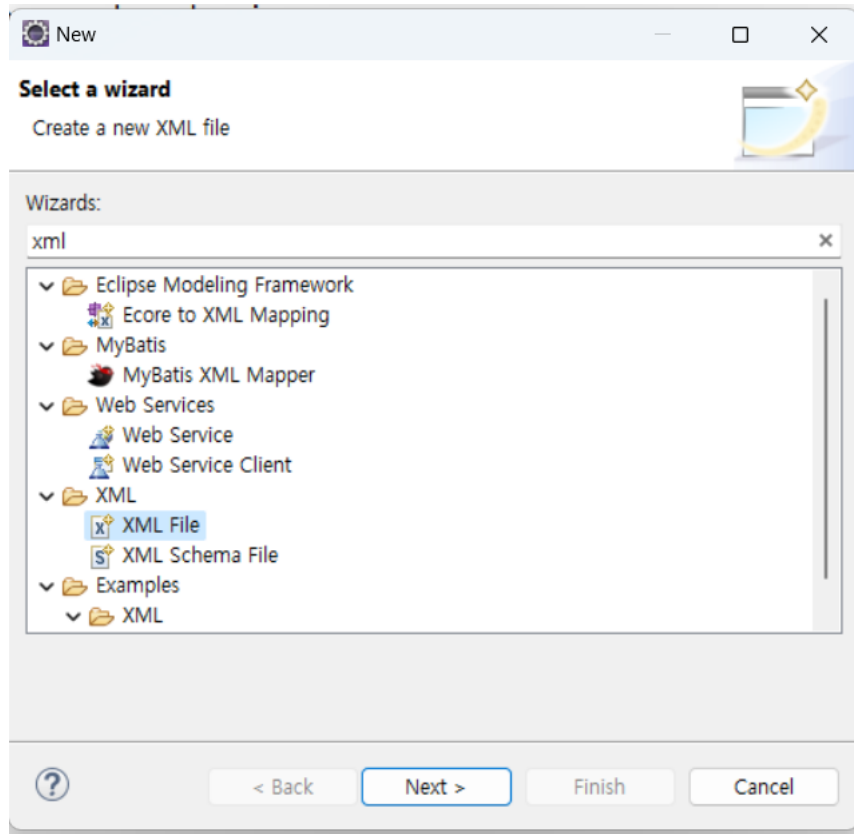 New
Select a wizard
Create a new XML file
Wizards:
xml
Eclipse Modeling Framework
Ecore to XML Mapping
MyBatis
MyBatis XML Mapper
Web Services
Web Service
Web Service Client
XML
XML File
XML Schema File
Examples
XML
< Back Next > Finish Cancel